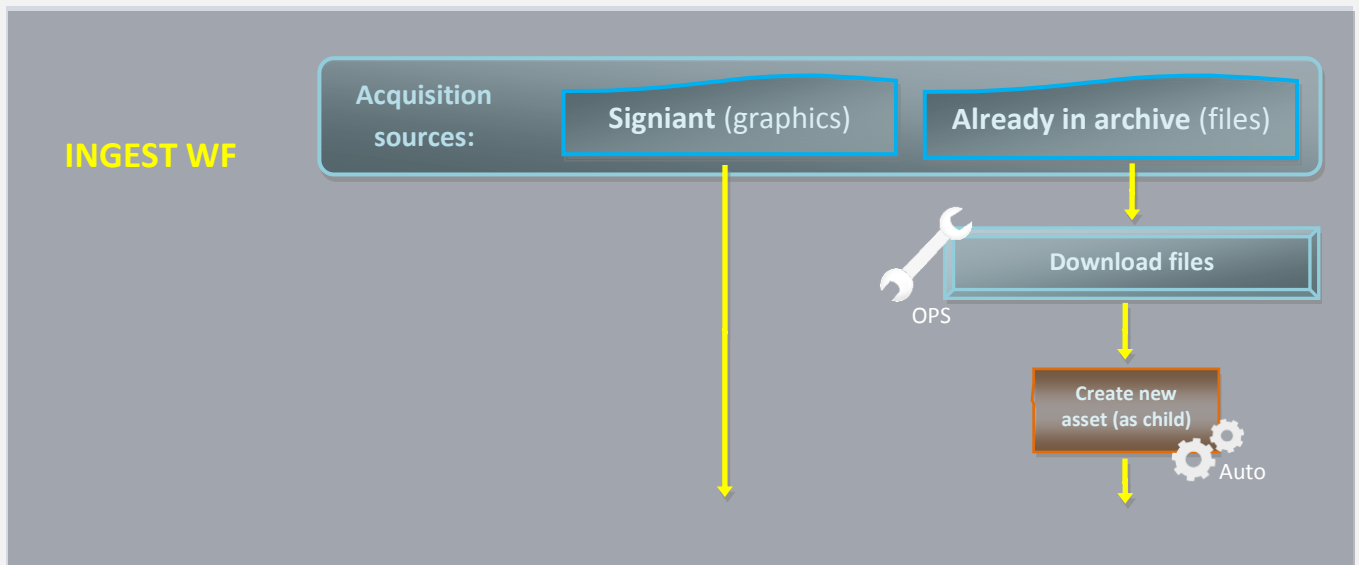 INGEST WF
Acquisition
sources:
Signiant (graphics)
Already in archive (files)
Download files
OPS
Create new
asset (as child)
Auto